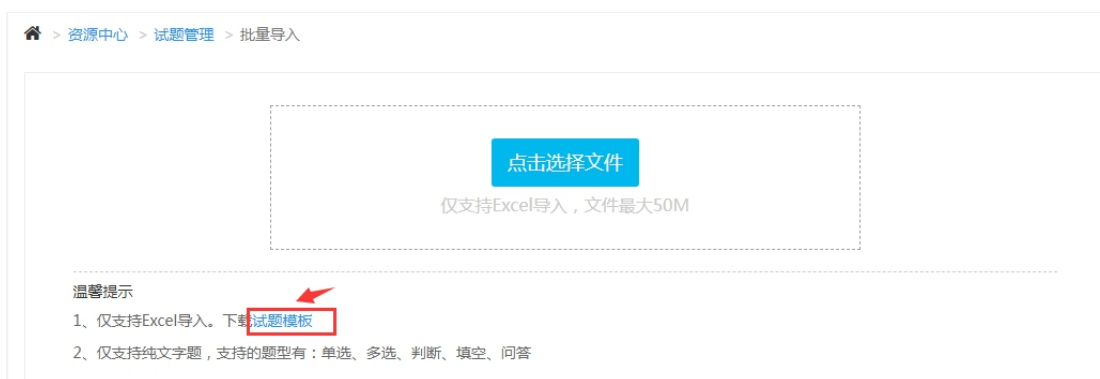 > 资源中心 > 试题管理 > 批量导入
点击选择文件
仅支持Excel导入，文件最大50M
温馨提示
1、仅支持Excel导入。下载试题模板
2、仅支持纯文字题，支持的题型有：单选、多选、判断、填空、问答